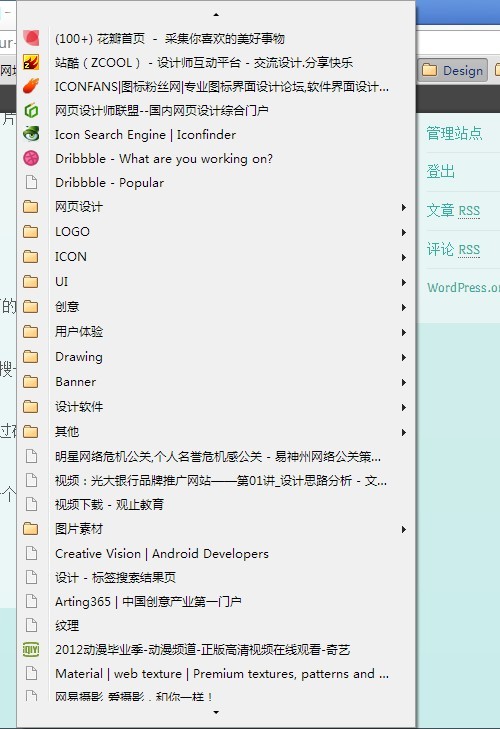 (100+) 花瓣首页 - 采集你喜欢的美好事物
站酷（ZCOOL）- 设计师互动平台 - 交流设计.分享快乐
ICONFANS|图标粉丝网|专业图标界面设计论坛,软件界面设计...
网页设计师联盟--国内网页设计综合门户
Icon Search Engine | Iconfinder
Dribbble - What are you working on?
Dribbble - Popular
网页设计
LOGO
ICON
UI
创意
用户体验
Drawing
Banner
设计软件
其他
明星网络危机公关,个人名誉危机感公关 - 易神州网络公关策...
视频：光大银行品牌推广网站——第01讲_设计思路分析 - 文...
视频下载 - 观止教育
图片素材
Creative Vision | Android Developers
设计 - 标签搜索结果页
Arting365 | 中国创意产业第一门户
纹理
2012动漫毕业季-动漫频道-正版高清视频在线观看-奇艺
Material | web texture | Premium textures, patterns and ...
网易摄影 爱摄影，和你一样！
Design
管理站点
登出
文章 RSS
评论 RSS
WordPress.o